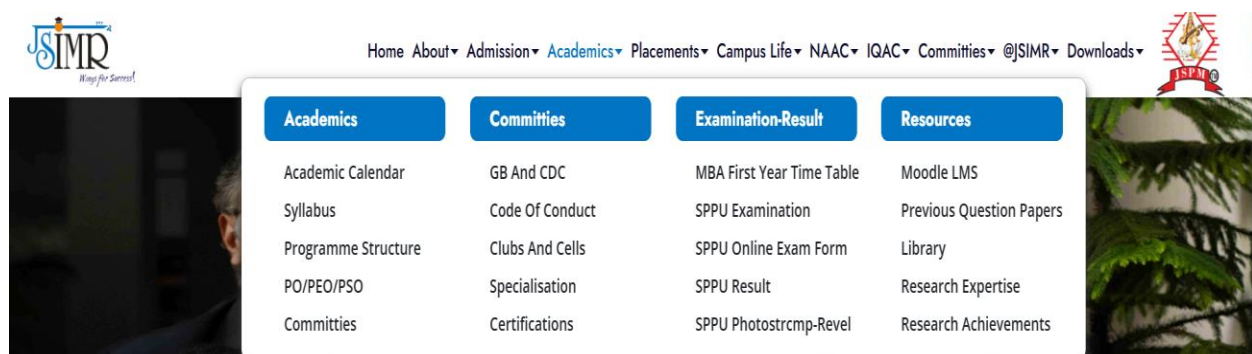 JSIMR
Wings for Success!
Home About Admission Academics Placements Campus Life NAAC IQAC Committies @JSIMR Downloads
JSPM
Academics
Academic Calendar
Syllabus
Programme Structure
PO/PEO/PSO
Committies
Committies
GB And CDC
Code Of Conduct
Clubs And Cells
Specialisation
Certifications
Examination-Result
MBA First Year Time Table
SPPU Examination
SPPU Online Exam Form
SPPU Result
SPPU Photostrcmp-Revel
Resources
Moodle LMS
Previous Question Papers
Library
Research Expertise
Research Achievements